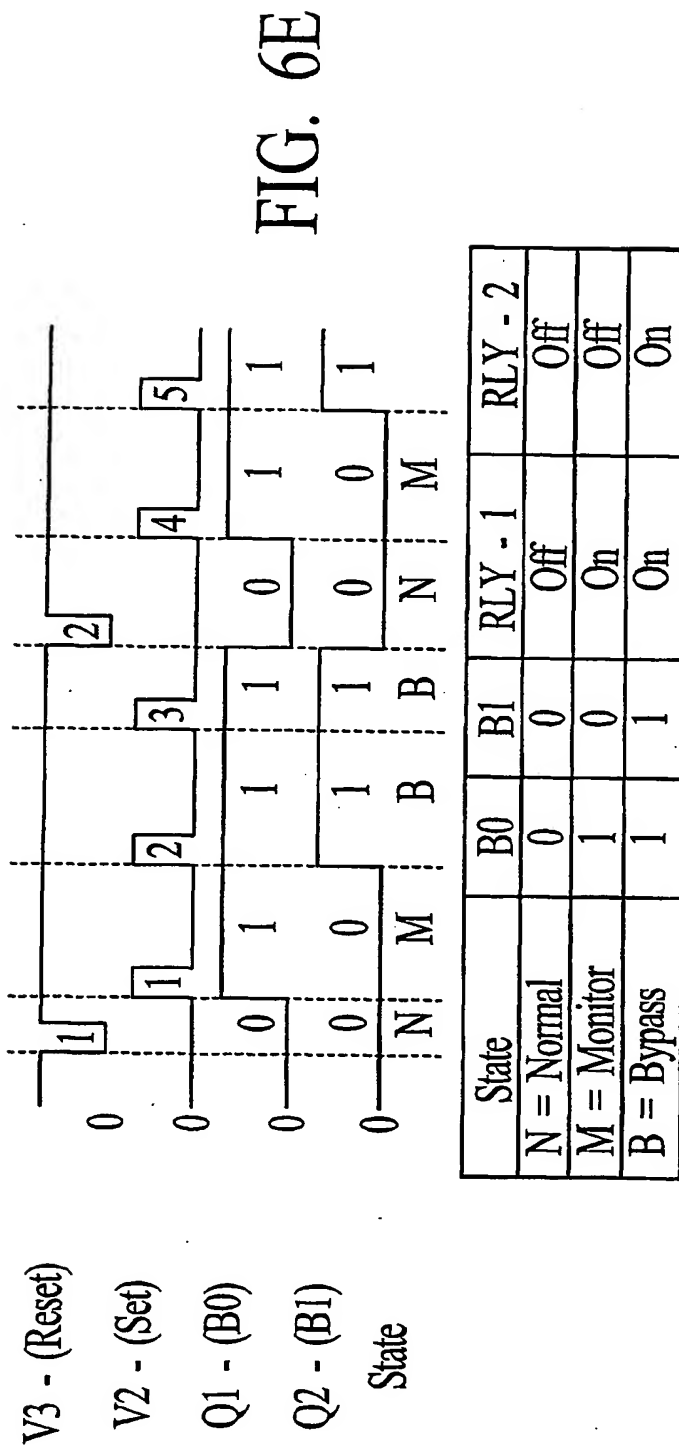 V3 - (Reset)
1 2
0
V2 - (Set)
1 2 3 4 5
0
Q1 - (B0)
0 1 1 1 0 1 1
0
Q2 - (B1)
0 0 1 1 0 0 1
0
State
N M B B N M
FIG. 6E
State B0 B1 RLY - 1 RLY - 2
N = Normal 0 0 Off Off
M = Monitor 1 0 On Off
B = Bypass 1 1 On On